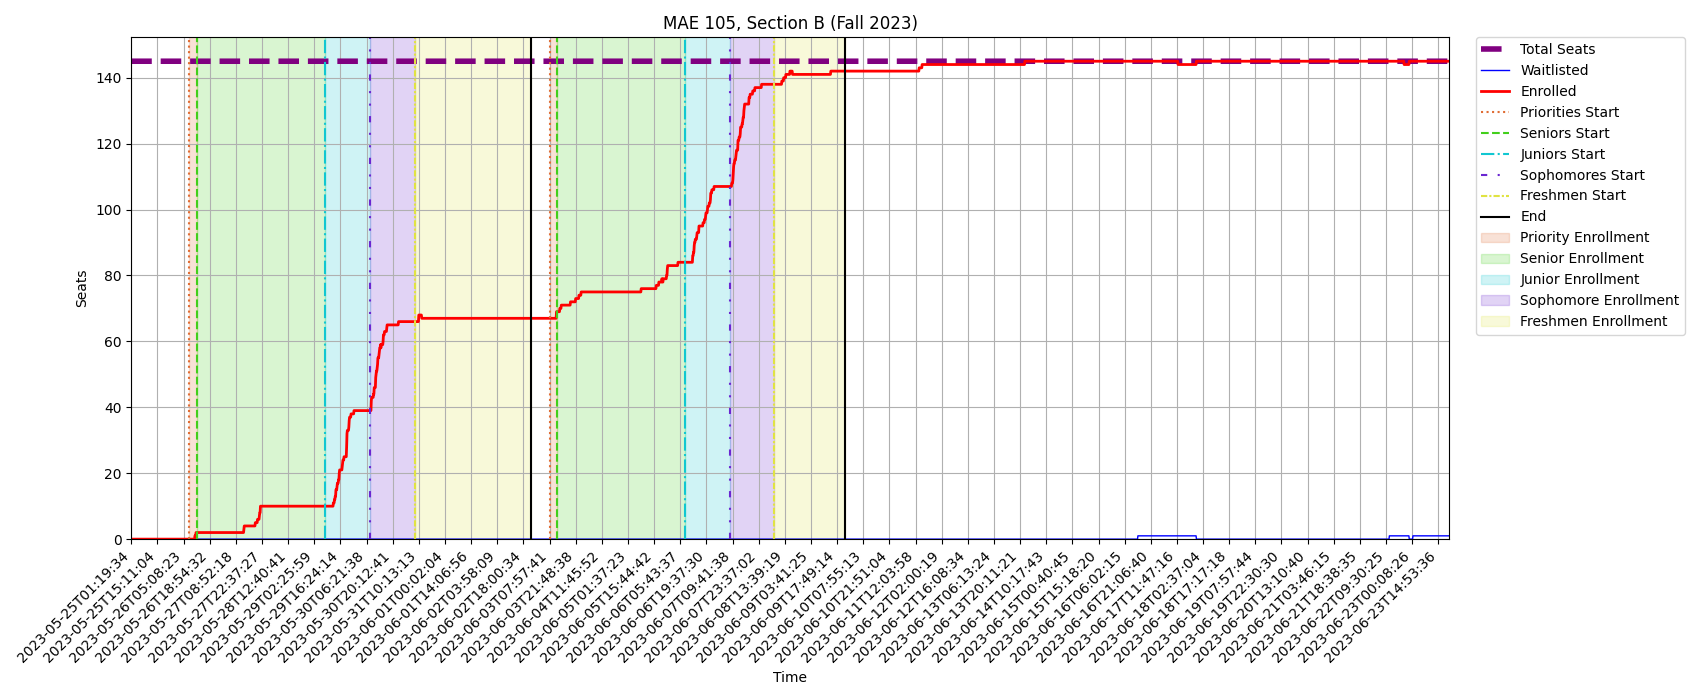 MAE 105, Section B (Fall 2023)
Seats
140
120
100
80
60
40
20
0
2023-05-25T01:19:34
2023-05-25T15:11:04
2023-05-26T05:08:23
2023-05-26T18:54:32
2023-05-27T08:52:18
2023-05-27T22:37:27
2023-05-28T12:40:41
2023-05-29T02:25:59
2023-05-29T16:24:14
2023-05-30T06:21:38
2023-05-30T20:12:41
2023-05-31T10:13:13
2023-06-01T00:02:04
2023-06-01T14:06:56
2023-06-02T03:58:09
2023-06-02T18:00:34
2023-06-03T07:57:41
2023-06-03T21:48:38
2023-06-04T11:45:52
2023-06-05T01:37:23
2023-06-05T15:44:42
2023-06-06T05:43:37
2023-06-06T19:37:30
2023-06-07T09:41:38
2023-06-07T23:37:02
2023-06-08T13:39:19
2023-06-09T03:41:25
2023-06-09T17:49:14
2023-06-10T07:55:13
2023-06-10T21:51:04
2023-06-11T12:03:58
2023-06-12T02:00:19
2023-06-12T16:08:34
2023-06-13T06:13:24
2023-06-13T20:11:21
2023-06-14T10:17:43
2023-06-15T00:40:45
2023-06-15T15:18:20
2023-06-16T06:02:15
2023-06-16T21:06:40
2023-06-17T11:47:16
2023-06-18T02:37:04
2023-06-18T17:17:18
2023-06-19T07:57:44
2023-06-19T22:30:30
2023-06-20T13:10:40
2023-06-21T03:46:15
2023-06-21T18:38:35
2023-06-22T09:30:25
2023-06-23T00:08:26
2023-06-23T14:53:36
Time
Total Seats
Waitlisted
Enrolled
Priorities Start
Seniors Start
Juniors Start
Sophomores Start
Freshmen Start
End
Priority Enrollment
Senior Enrollment
Junior Enrollment
Sophomore Enrollment
Freshmen Enrollment